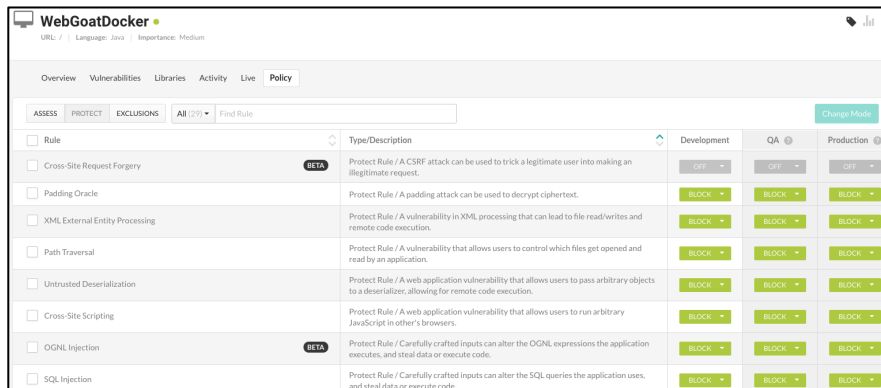 WebGoatDocker
URL: / | Language: Java | Importance: Medium
Overview Vulnerabilities Libraries Activity Live Policy
ASSESS PROTECT EXCLUSIONS All (29) Find Rule Change Mode
Rule Type/Description Development QA Production
Cross-Site Request Forgery BETA Protect Rule / A CSRF attack can be used to trick a legitimate user into making an
illegitimate request. OFF OFF OFF
Padding Oracle Protect Rule / A padding attack can be used to decrypt ciphertext. BLOCK BLOCK BLOCK
XML External Entity Processing Protect Rule / A vulnerability in XML processing that can lead to file read/writes and
remote code execution. BLOCK BLOCK BLOCK
Path Traversal Protect Rule / A vulnerability that allows users to control which files get opened and
read by an application. BLOCK BLOCK BLOCK
Untrusted Deserialization Protect Rule / A web application vulnerability that allows users to pass arbitrary objects
to a deserializer, allowing for remote code execution. BLOCK BLOCK BLOCK
Cross-Site Scripting Protect Rule / A web application vulnerability that allows users to run arbitrary
JavaScript in other's browsers. BLOCK BLOCK BLOCK
OGNL Injection BETA Protect Rule / Carefully crafted inputs can alter the OGNL expressions the application
executes, and steal data or execute code. BLOCK BLOCK BLOCK
SQL Injection Protect Rule / Carefully crafted inputs can alter the SQL queries the application uses,
and steal data or execute code. BLOCK BLOCK BLOCK